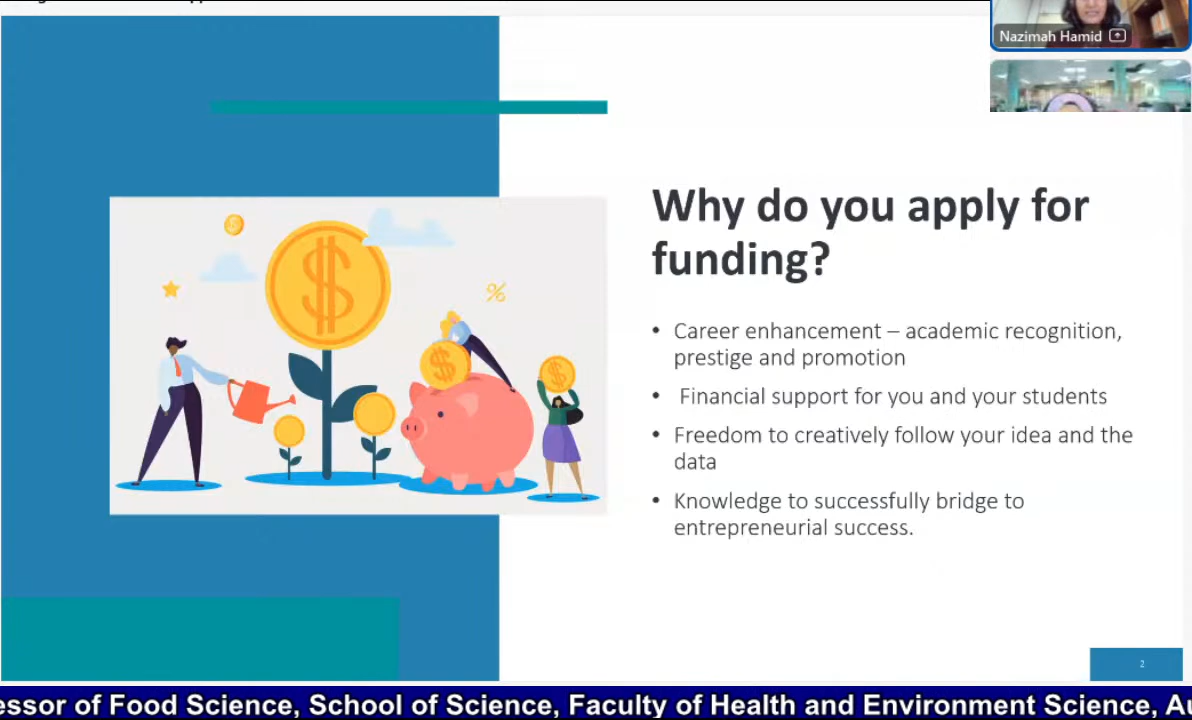 Nazimah Hamid
Why do you apply for
funding?
• Career enhancement – academic recognition,
prestige and promotion
• Financial support for you and your students
• Freedom to creatively follow your idea and the
data
• Knowledge to successfully bridge to
entrepreneurial success.
$
$
%
$
$
2
essor of Food Science, School of Science, Faculty of Health and Environment Science, Au